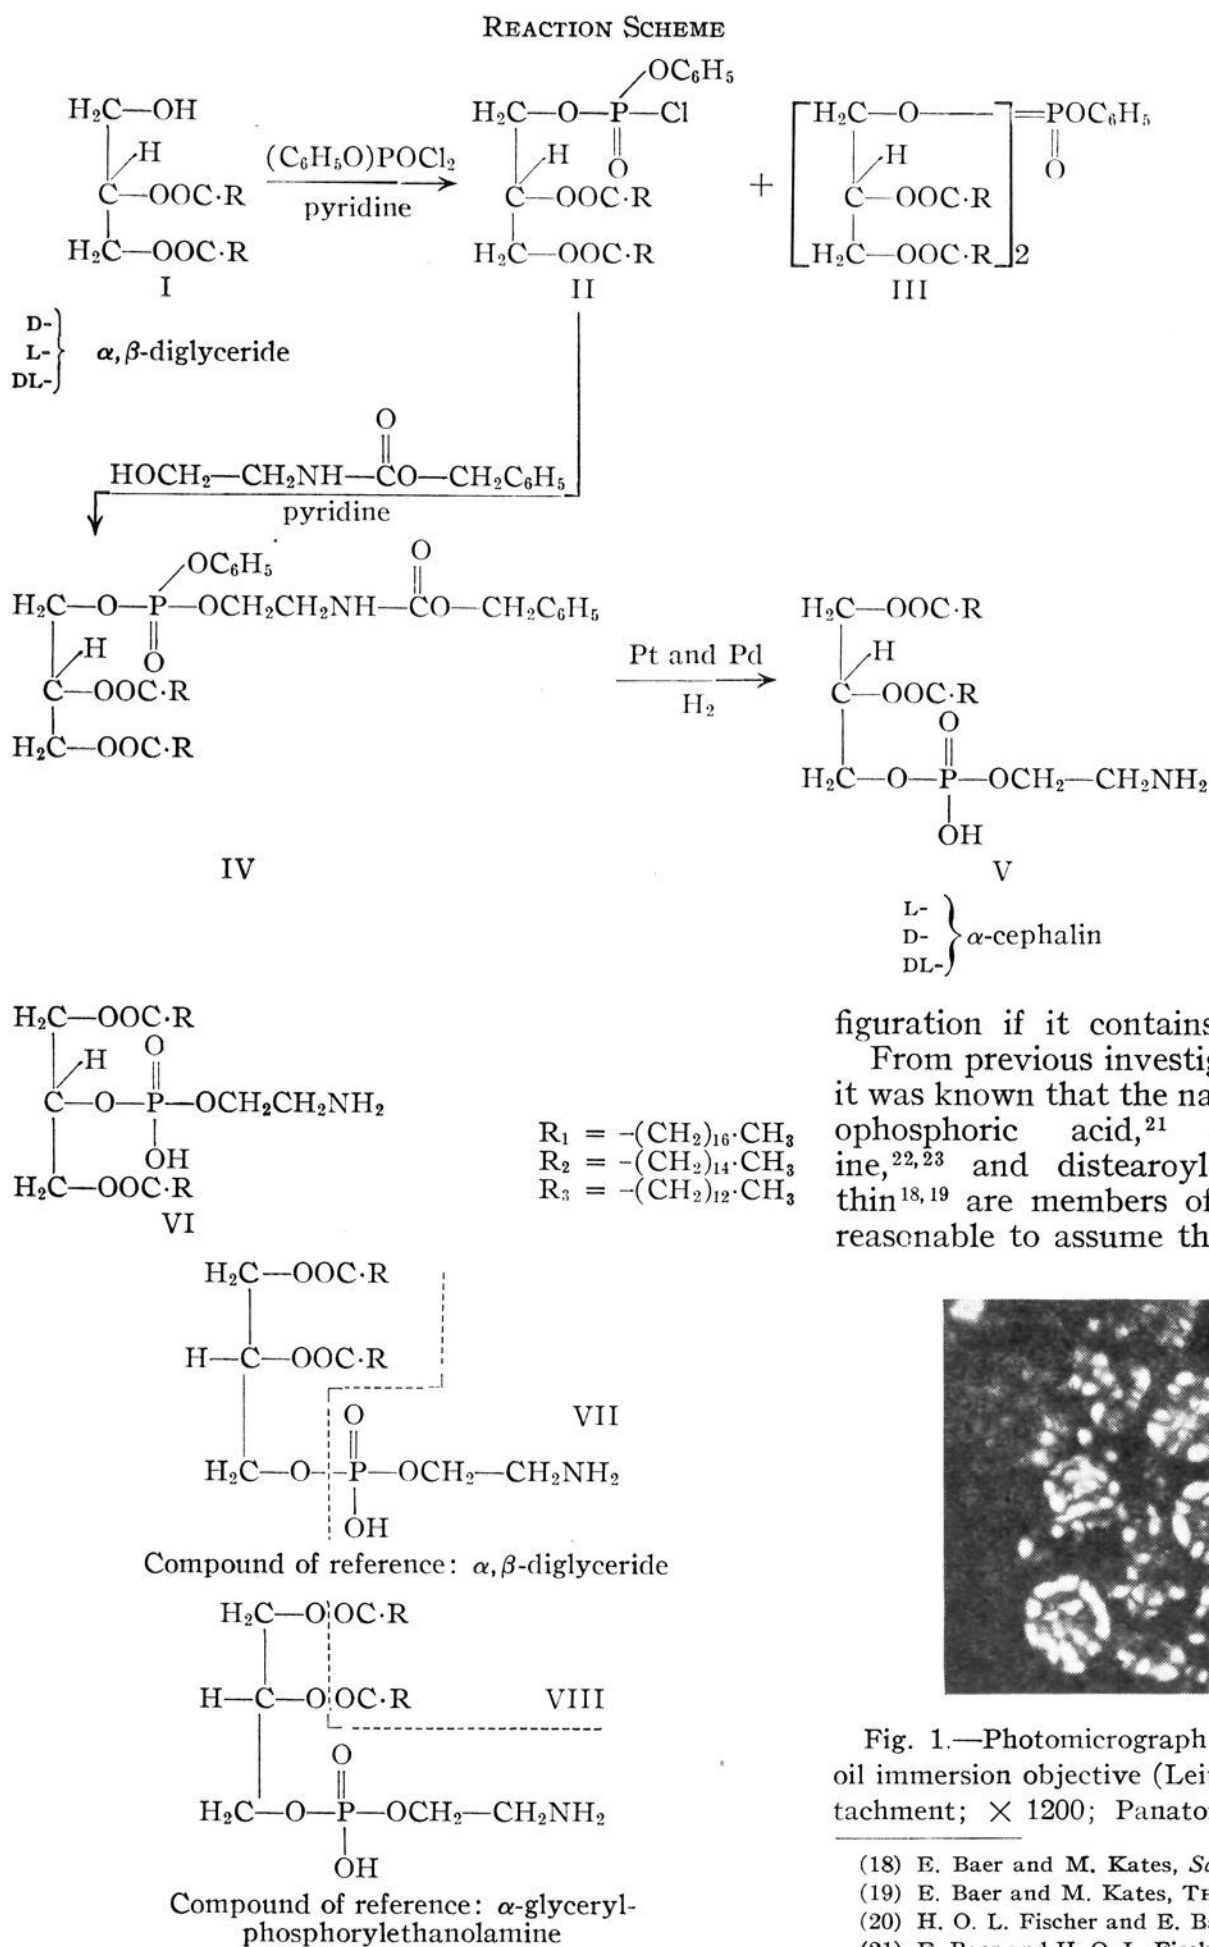 REACTION SCHEME
OC₆H₅
H₂C—OH
H₂C—O—P—Cl
H₂C—O—
=POC₆H₅
H
(C₆H₅O)POCl₂
H
O
H
O
C—OOC·R
pyridine
C—OOC·R
+
C—OOC·R
H₂C—OOC·R
H₂C—OOC·R
H₂C—OOC·R
2
I
II
III
D-
L-
DL-
α,β-diglyceride
O
HOCH₂—CH₂NH—CO—CH₂C₆H₅
pyridine
OC₆H₅
O
H₂C—O—P—OCH₂CH₂NH—CO—CH₂C₆H₅
H
O
C—OOC·R
H₂C—OOC·R
IV
Pt and Pd
H₂
H₂C—OOC·R
H
C—OOC·R
O
H₂C—O—P—OCH₂—CH₂NH₂
OH
V
L-
D-
DL-
α-cephalin
H₂C—OOC·R
H
O
C—O—P—OCH₂CH₂NH₂
OH
H₂C—OOC·R
VI
R₁ = -(CH₂)₁₆·CH₃
R₂ = -(CH₂)₁₄·CH₃
R₃ = -(CH₂)₁₂·CH₃
H₂C—OOC·R
H—C—OOC·R
O
VII
H₂C—O—P—OCH₂—CH₂NH₂
OH
Compound of reference: α,β-diglyceride
H₂C—OOC·R
H—C—OOC·R
VIII
O
H₂C—O—P—OCH₂—CH₂NH₂
OH
Compound of reference: α-glyceryl-
phosphorylethanolamine
figuration if it contains
From previous investig
it was known that the na
ophosphoric acid,²¹
ine,²²,²³ and distearoyl
thin¹⁸,¹⁹ are members of
reasonable to assume th
Fig. 1.—Photomicrograph
oil immersion objective (Lei
tachment; × 1200; Panato
(18) E. Baer and M. Kates,
(19) E. Baer and M. Kates,
(20) H. O. L. Fischer and E. Ba